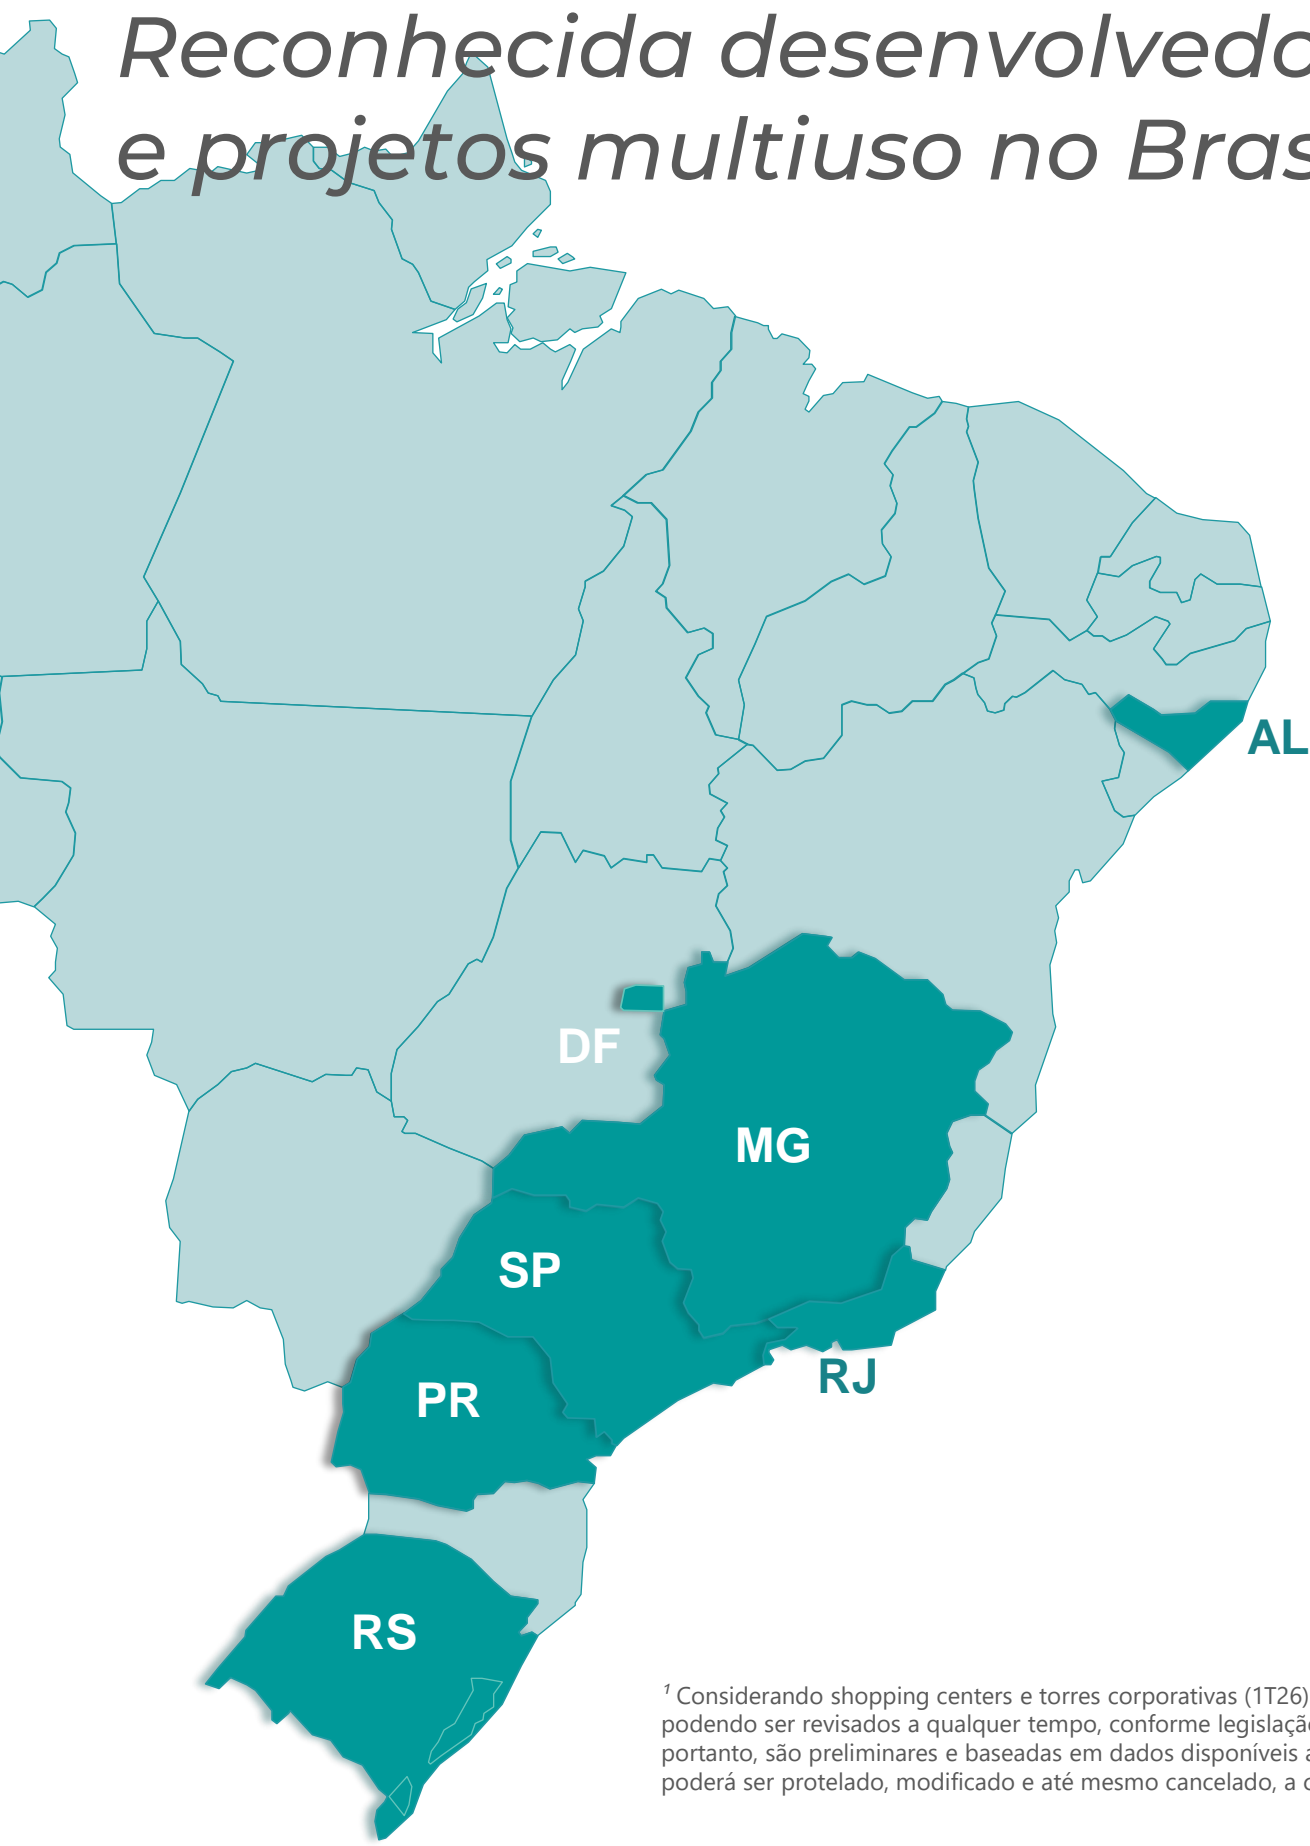 Reconhecida desenvolvedo
e projetos multiuso no Bras
AL
DF
MG
SP
RJ
PR
RS
¹ Considerando shopping centers e torres corporativas (1T26)
podendo ser revisados a qualquer tempo, conforme legislação
portanto, são preliminares e baseadas em dados disponíveis a
poderá ser protelado, modificado e até mesmo cancelado, a